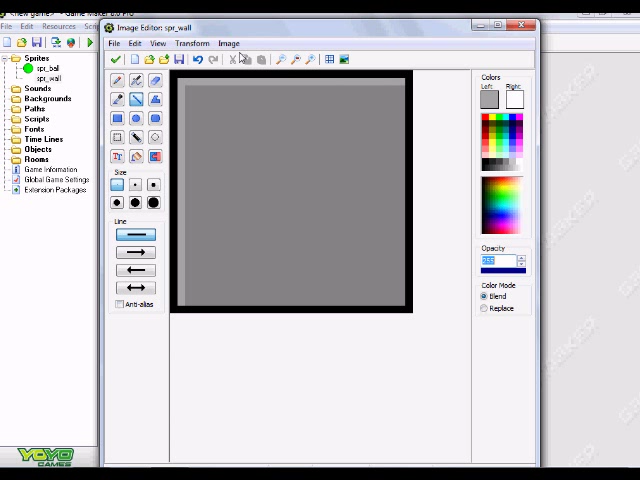 <new game> - Game Maker 8.0 Pro
File Edit Resources
Image Editor: spr_wall
File Edit View Transform Image
Sprites
spr_ball
spr_wall
Sounds
Backgrounds
Paths
Scripts
Fonts
Time Lines
Objects
Rooms
Game Information
Global Game Settings
Extension Packages
Size
Line
Anti-alias
Colors
Left: Right:
Opacity
255
Color Mode
Blend
Replace
YOYO
GAMES